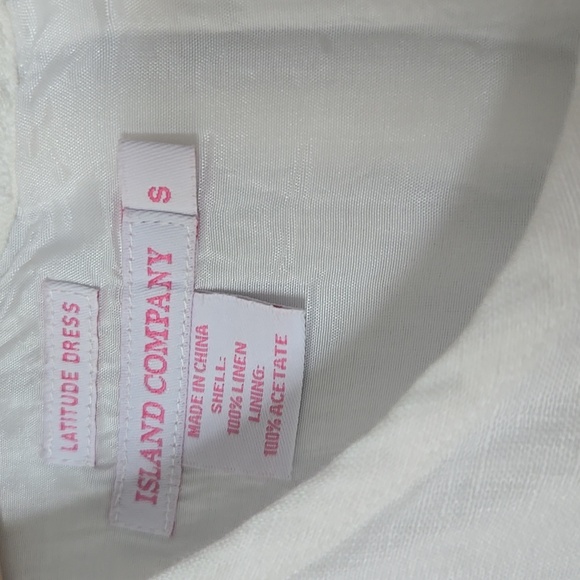 LATITUDE DRESS
ISLAND COMPANY
S
MADE IN CHINA
SHELL:
100% LINEN
LINING:
100% ACETATE